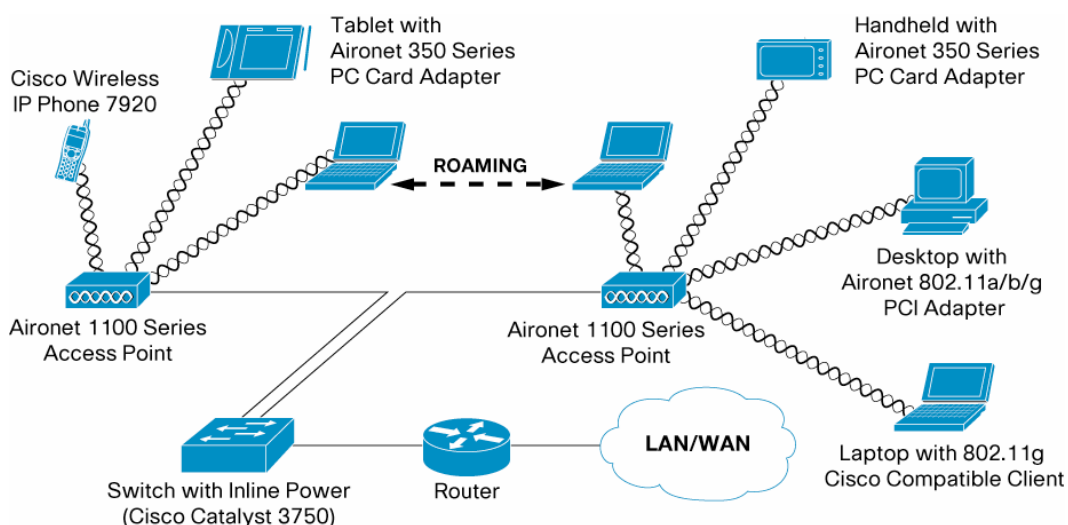 Tablet with
Aironet 350 Series
PC Card Adapter
Handheld with
Aironet 350 Series
PC Card Adapter
Cisco Wireless
IP Phone 7920
ROAMING
Desktop with
Aironet 802.11a/b/g
PCI Adapter
Aironet 1100 Series
Access Point
Aironet 1100 Series
Access Point
LAN/WAN
Laptop with 802.11g
Cisco Compatible Client
Switch with Inline Power
(Cisco Catalyst 3750)
Router